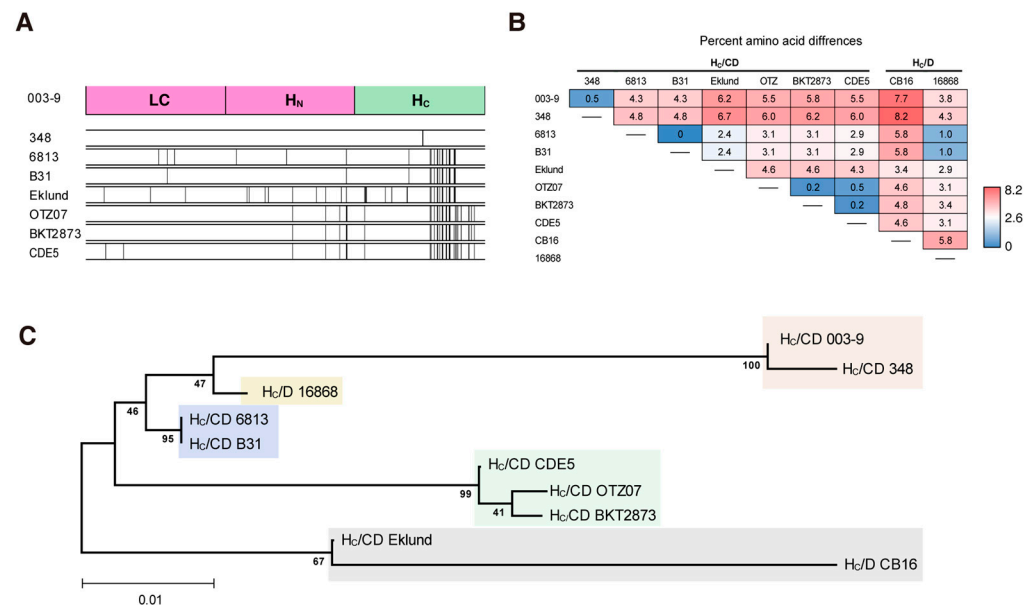 A
003-9 LC HN HC
348
6813
B31
Eklund
OTZ07
BKT2873
CDE5
B
Percent amino acid diffrences
HC/CD HC/D
348 6813 B31 Eklund OTZ BKT2873 CDE5 CB16 16868
003-9 0.5 4.3 4.3 6.2 5.5 5.8 5.5 7.7 3.8
348 — 4.8 4.8 6.7 6.0 6.2 6.0 8.2 4.3
6813 — 0 2.4 3.1 3.1 2.9 5.8 1.0
B31 — 2.4 3.1 3.1 2.9 5.8 1.0
Eklund — 4.6 4.6 4.3 3.4 2.9
OTZ07 — 0.2 0.5 4.6 3.1
BKT2873 — 0.2 4.8 3.4
CDE5 — 4.6 3.1
CB16 — 5.8
16868 —
8.2
2.6
0
C
HC/CD 003-9
100
HC/CD 348
47
HC/D 16868
46
HC/CD 6813
95
HC/CD B31
HC/CD CDE5
99
HC/CD OTZ07
41
HC/CD BKT2873
HC/CD Eklund
67
HC/D CB16
0.01